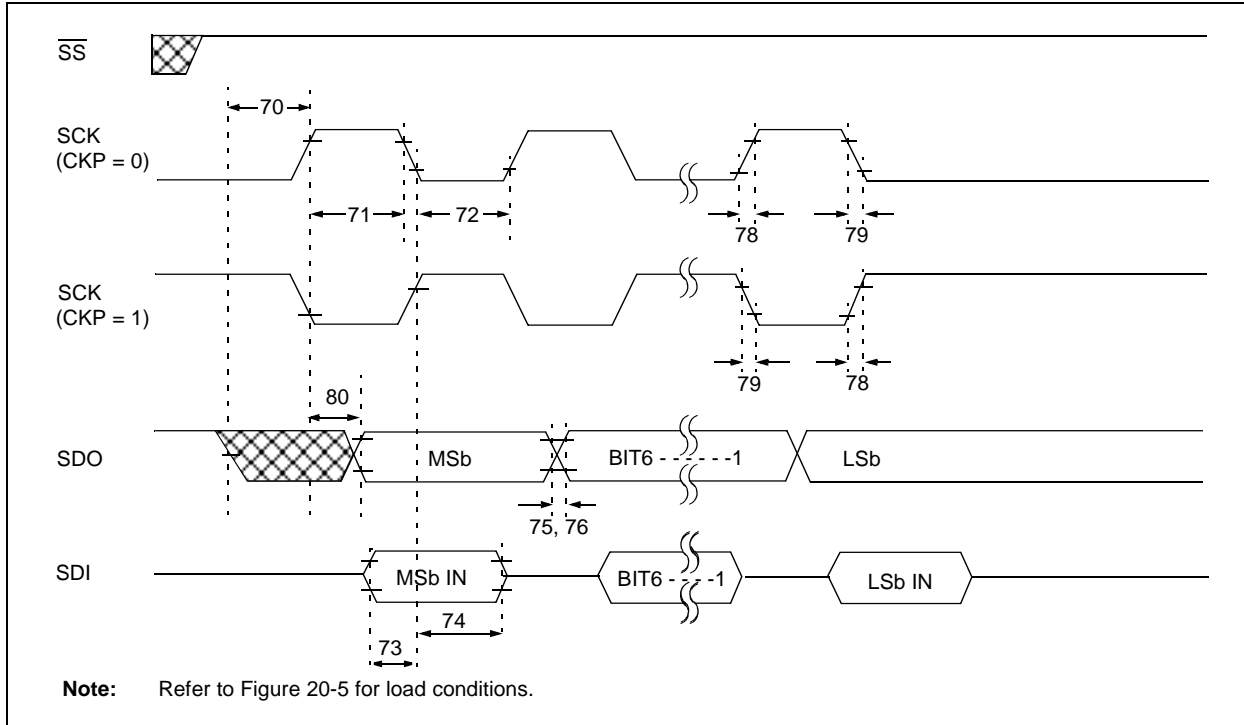 SS
70
SCK
(CKP = 0)
71
72
78
79
SCK
(CKP = 1)
79
78
80
SDO
MSb
BIT6 - - - - - -1
LSb
75, 76
SDI
MSb IN
BIT6 - - - - -1
LSb IN
74
73
Note: Refer to Figure 20-5 for load conditions.